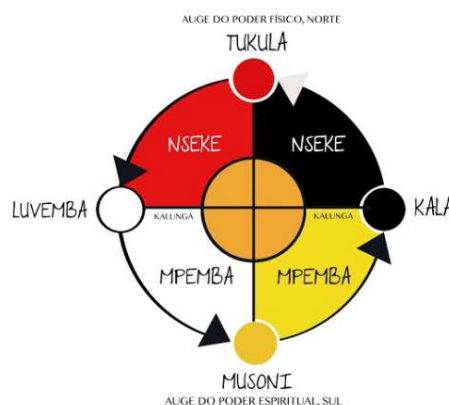 AUGE DO PODER FÍSICO, NORTE
TUKULA
NSEKE
NSEKE
LUVEMBA
KALUNGA
KALUNGA
KALA
MPEMBA
MPEMBA
MUSONI
AUGE DO PODER ESPIRITUAL, SUL